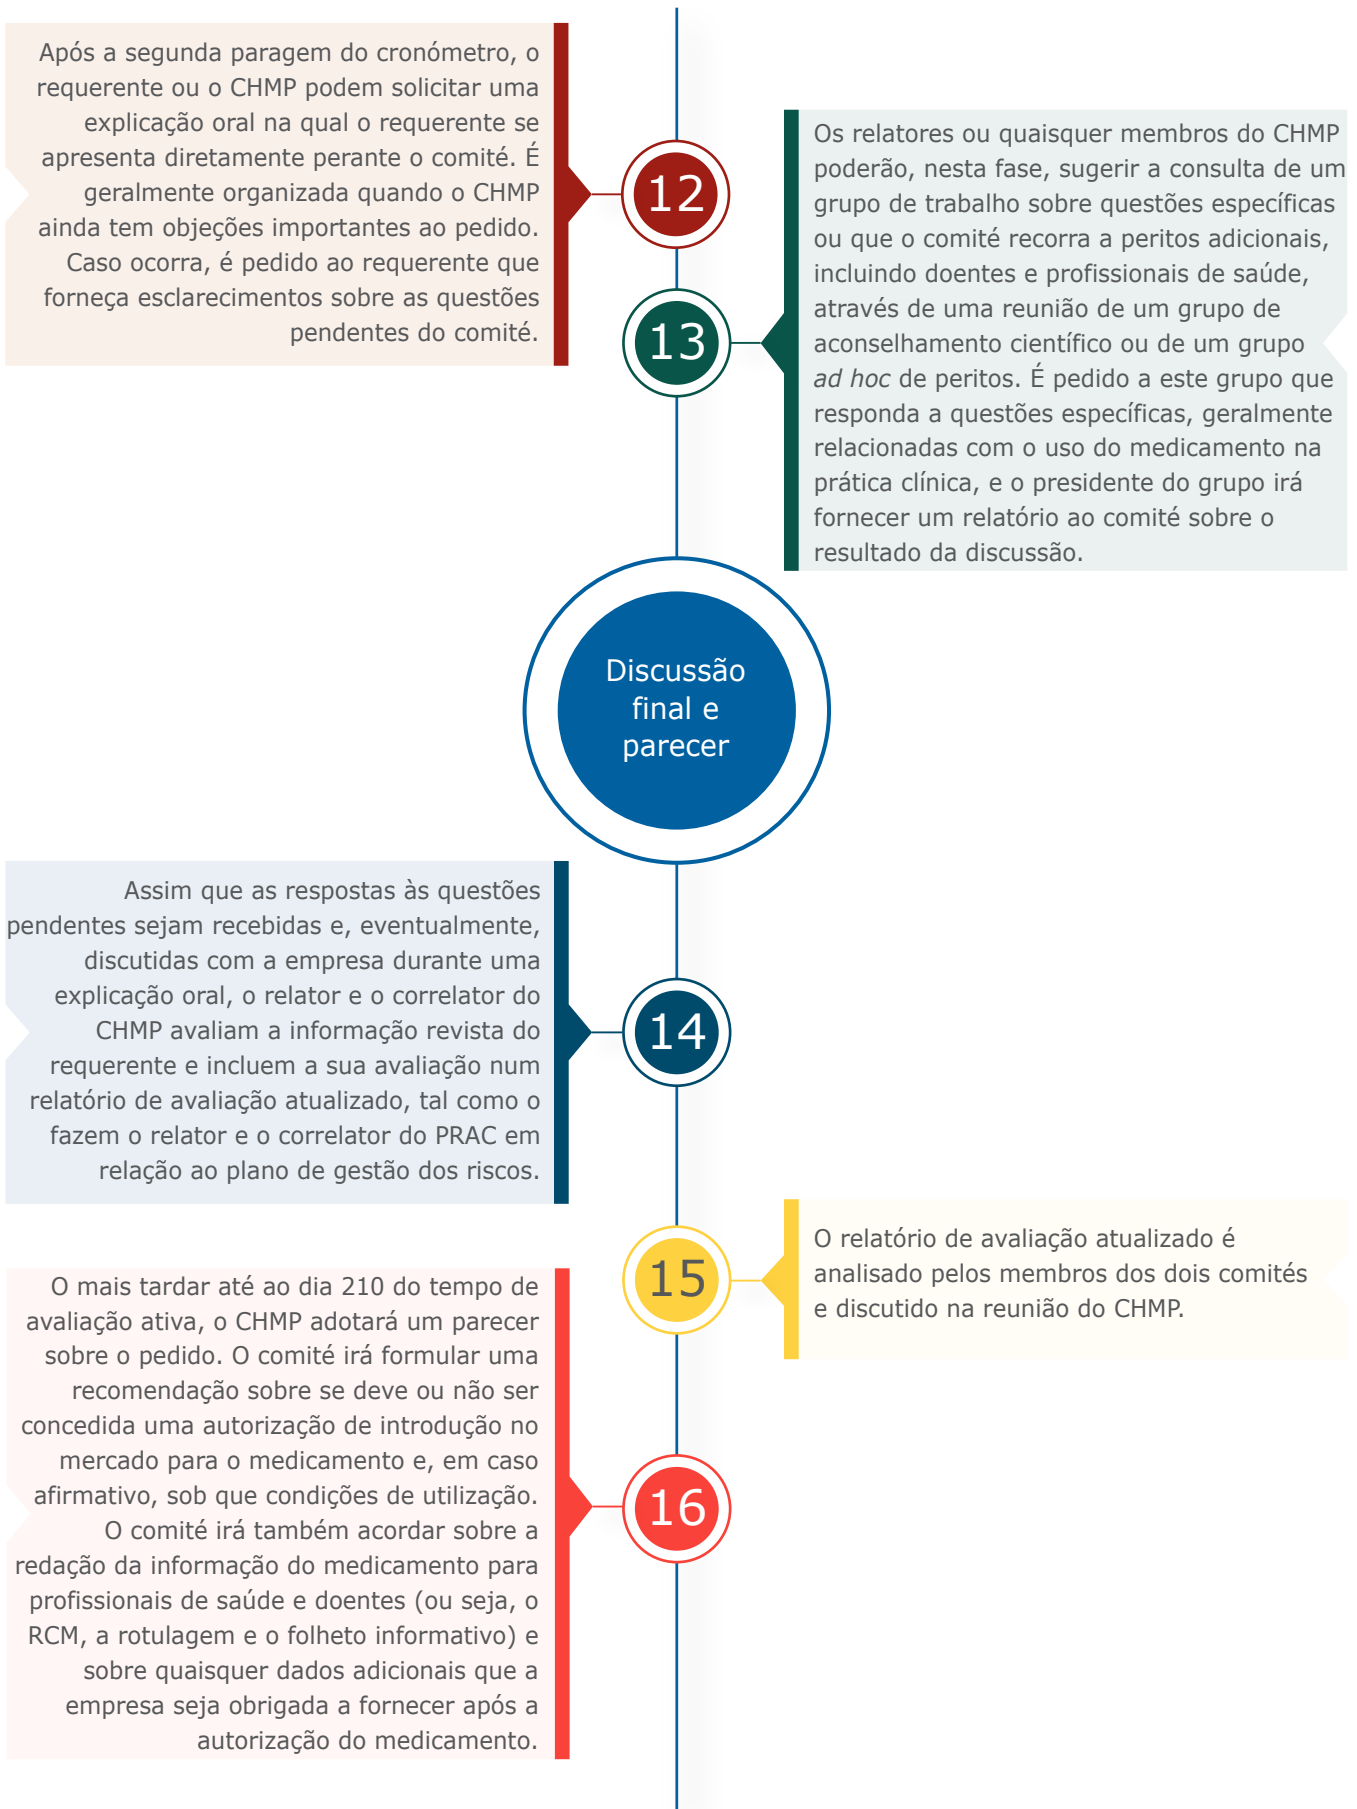 Após a segunda paragem do cronómetro, o
requerente ou o CHMP podem solicitar uma
explicação oral na qual o requerente se
apresenta diretamente perante o comité. É
geralmente organizada quando o CHMP
ainda tem objeções importantes ao pedido.
Caso ocorra, é pedido ao requerente que
forneça esclarecimentos sobre as questões
pendentes do comité.
12
13
Os relatores ou quaisquer membros do CHMP
poderão, nesta fase, sugerir a consulta de um
grupo de trabalho sobre questões específicas
ou que o comité recorra a peritos adicionais,
incluindo doentes e profissionais de saúde,
através de uma reunião de um grupo de
aconselhamento científico ou de um grupo
ad hoc de peritos. É pedido a este grupo que
responda a questões específicas, geralmente
relacionadas com o uso do medicamento na
prática clínica, e o presidente do grupo irá
fornecer um relatório ao comité sobre o
resultado da discussão.
Discussão
final e
parecer
Assim que as respostas às questões
pendentes sejam recebidas e, eventualmente,
discutidas com a empresa durante uma
explicação oral, o relator e o correlator do
CHMP avaliam a informação revista do
requerente e incluem a sua avaliação num
relatório de avaliação atualizado, tal como o
fazem o relator e o correlator do PRAC em
relação ao plano de gestão dos riscos.
14
15
O relatório de avaliação atualizado é
analisado pelos membros dos dois comités
e discutido na reunião do CHMP.
O mais tardar até ao dia 210 do tempo de
avaliação ativa, o CHMP adotará um parecer
sobre o pedido. O comité irá formular uma
recomendação sobre se deve ou não ser
concedida uma autorização de introdução no
mercado para o medicamento e, em caso
afirmativo, sob que condições de utilização.
O comité irá também acordar sobre a
redação da informação do medicamento para
profissionais de saúde e doentes (ou seja, o
RCM, a rotulagem e o folheto informativo) e
sobre quaisquer dados adicionais que a
empresa seja obrigada a fornecer após a
autorização do medicamento.
16